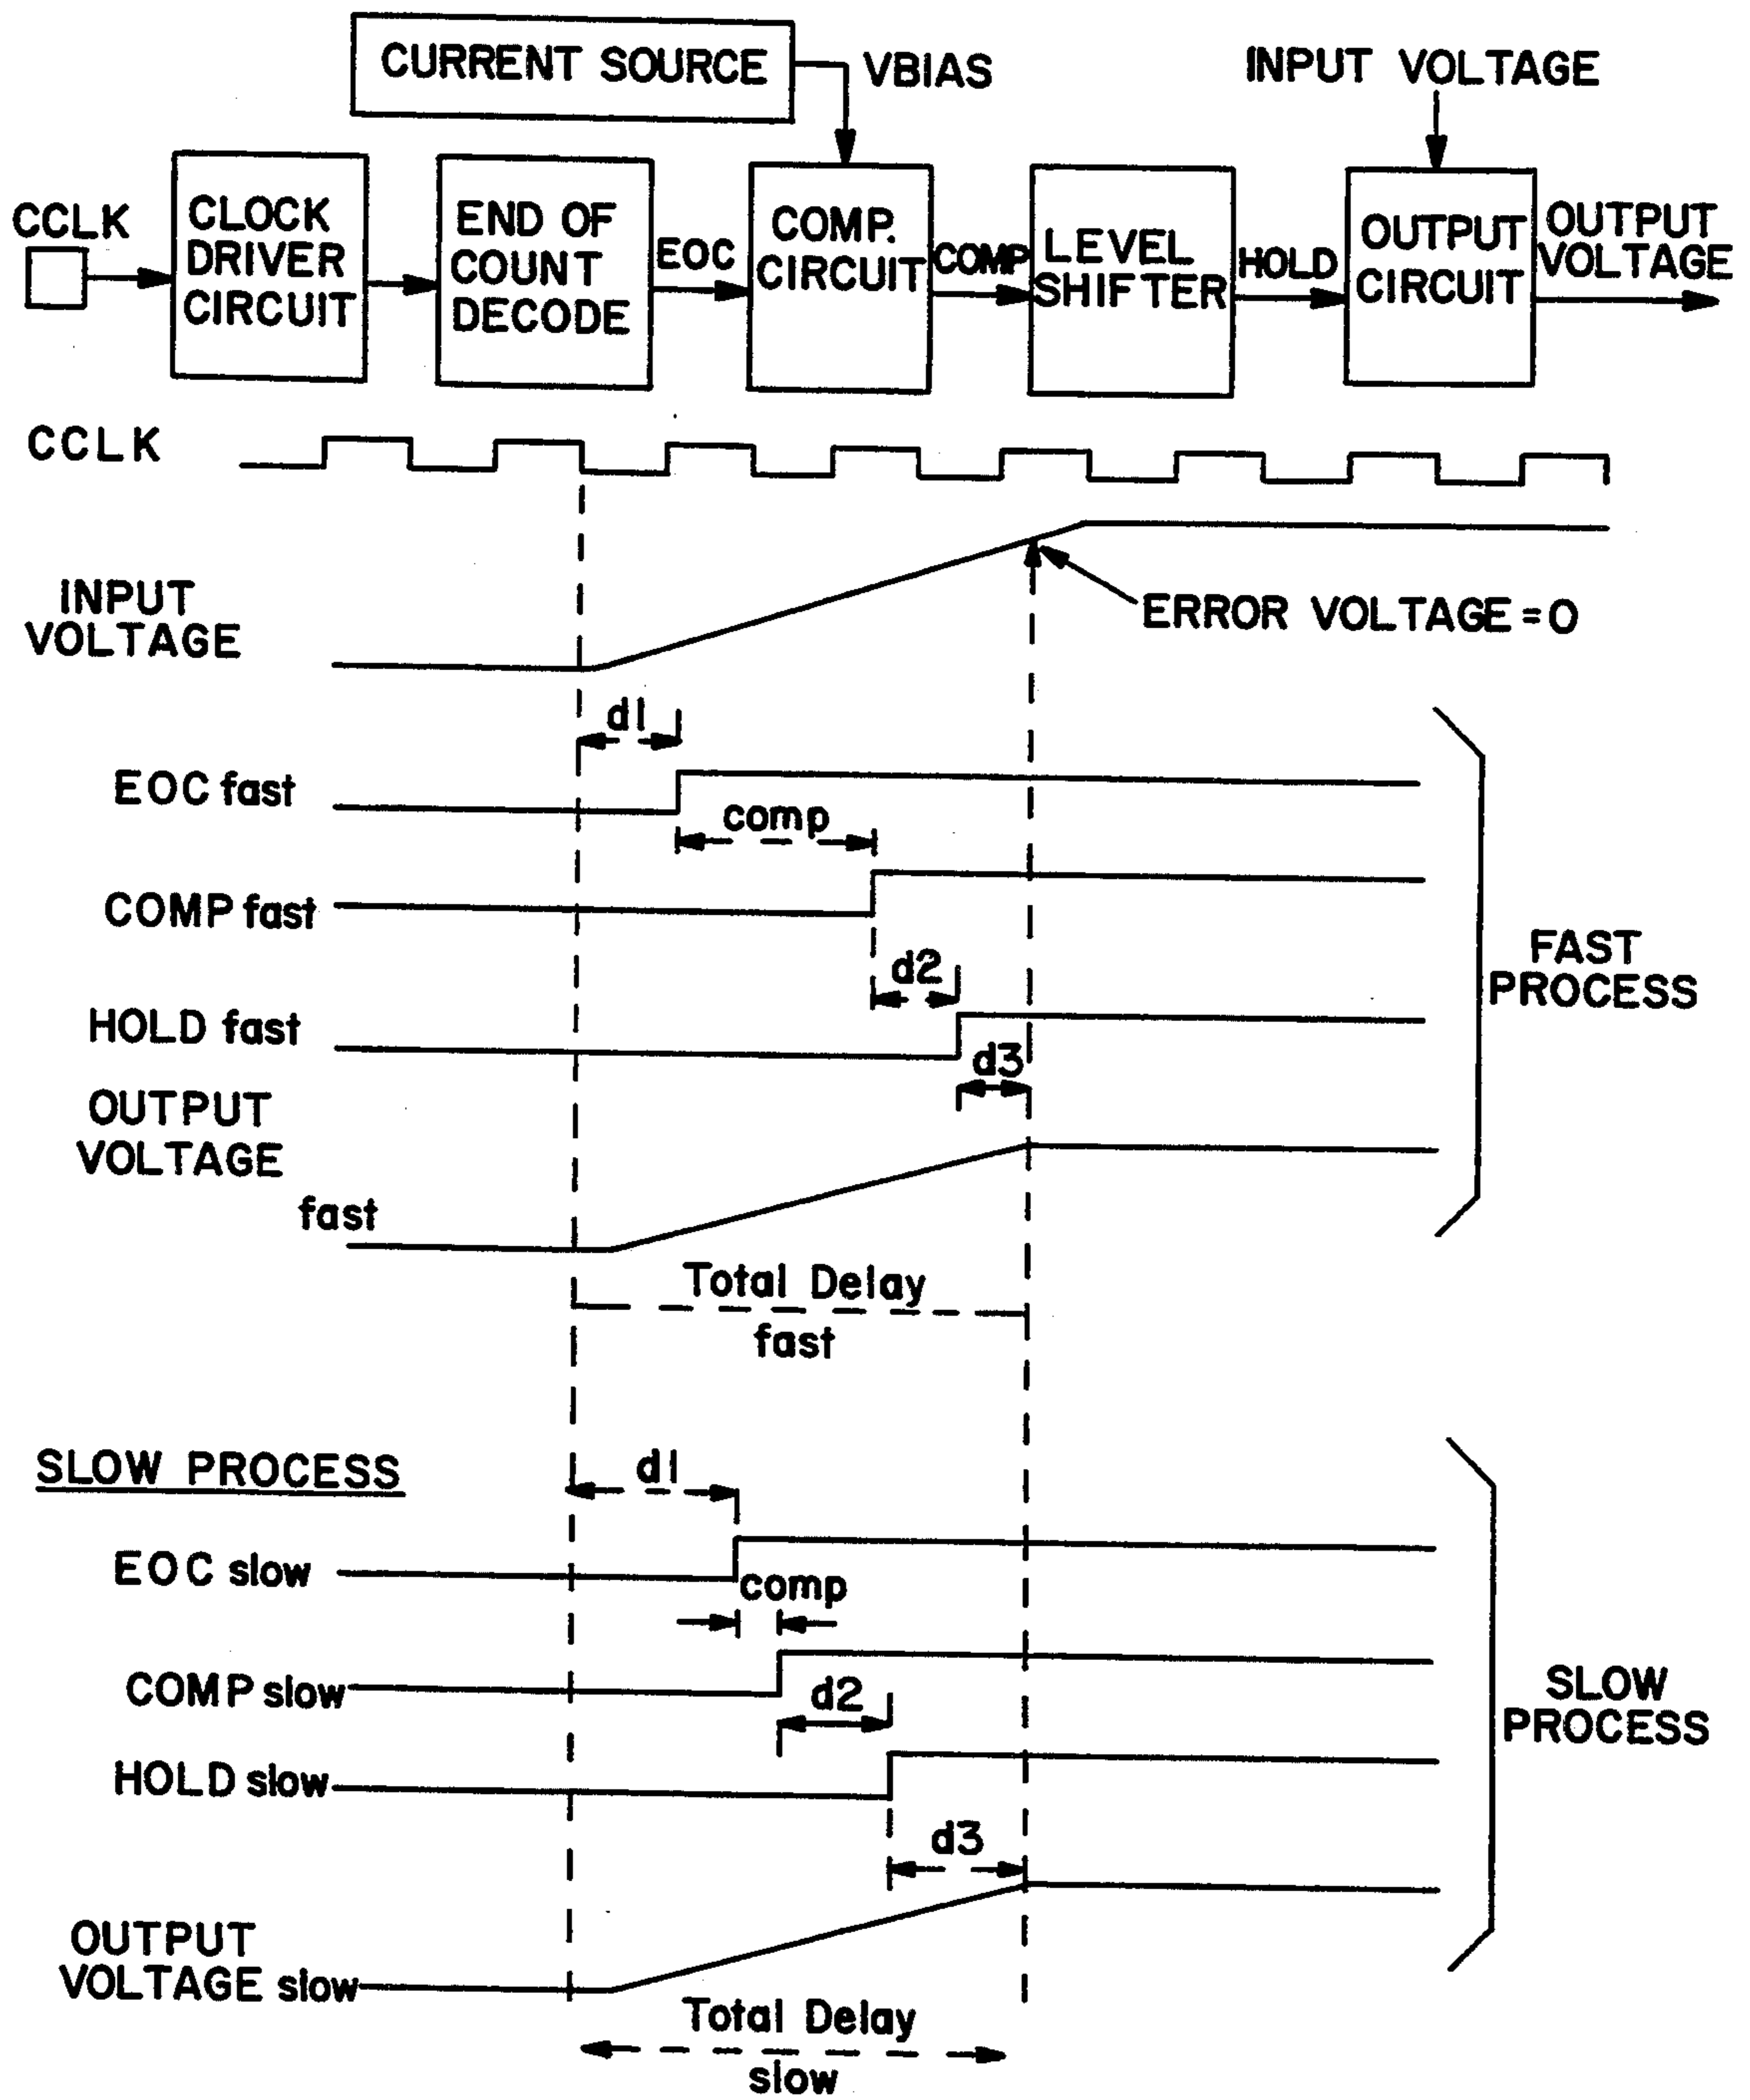 CURRENT SOURCE
VBIAS
INPUT VOLTAGE
CCLK
CLOCK
DRIVER
CIRCUIT
END OF
COUNT
DECODE
EOC
COMP.
CIRCUIT
COMP
LEVEL
SHIFTER
HOLD
OUTPUT
CIRCUIT
OUTPUT
VOLTAGE
CCLK
INPUT
VOLTAGE
ERROR VOLTAGE=0
d1
EOC fast
comp
COMP fast
d2
HOLD fast
d3
OUTPUT
VOLTAGE
fast
Total Delay
fast
FAST
PROCESS
SLOW PROCESS
d1
EOC slow
comp
COMP slow
d2
HOLD slow
d3
OUTPUT
VOLTAGE slow
Total Delay
slow
SLOW
PROCESS